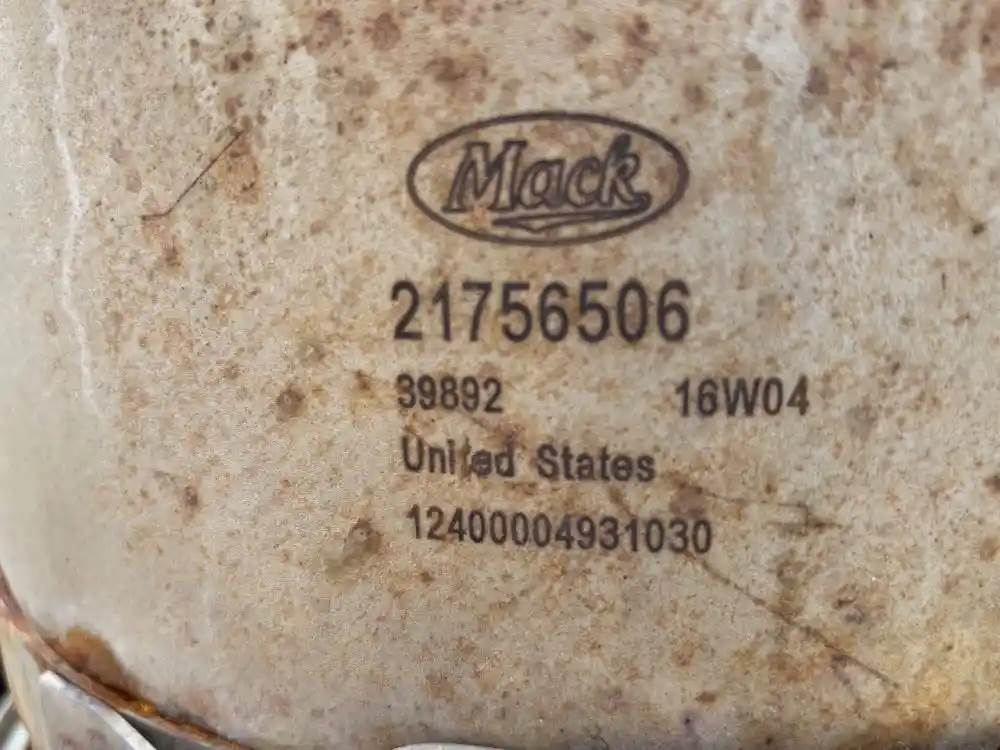 Mack
21756506
39892 16W04
United States
12400004931030